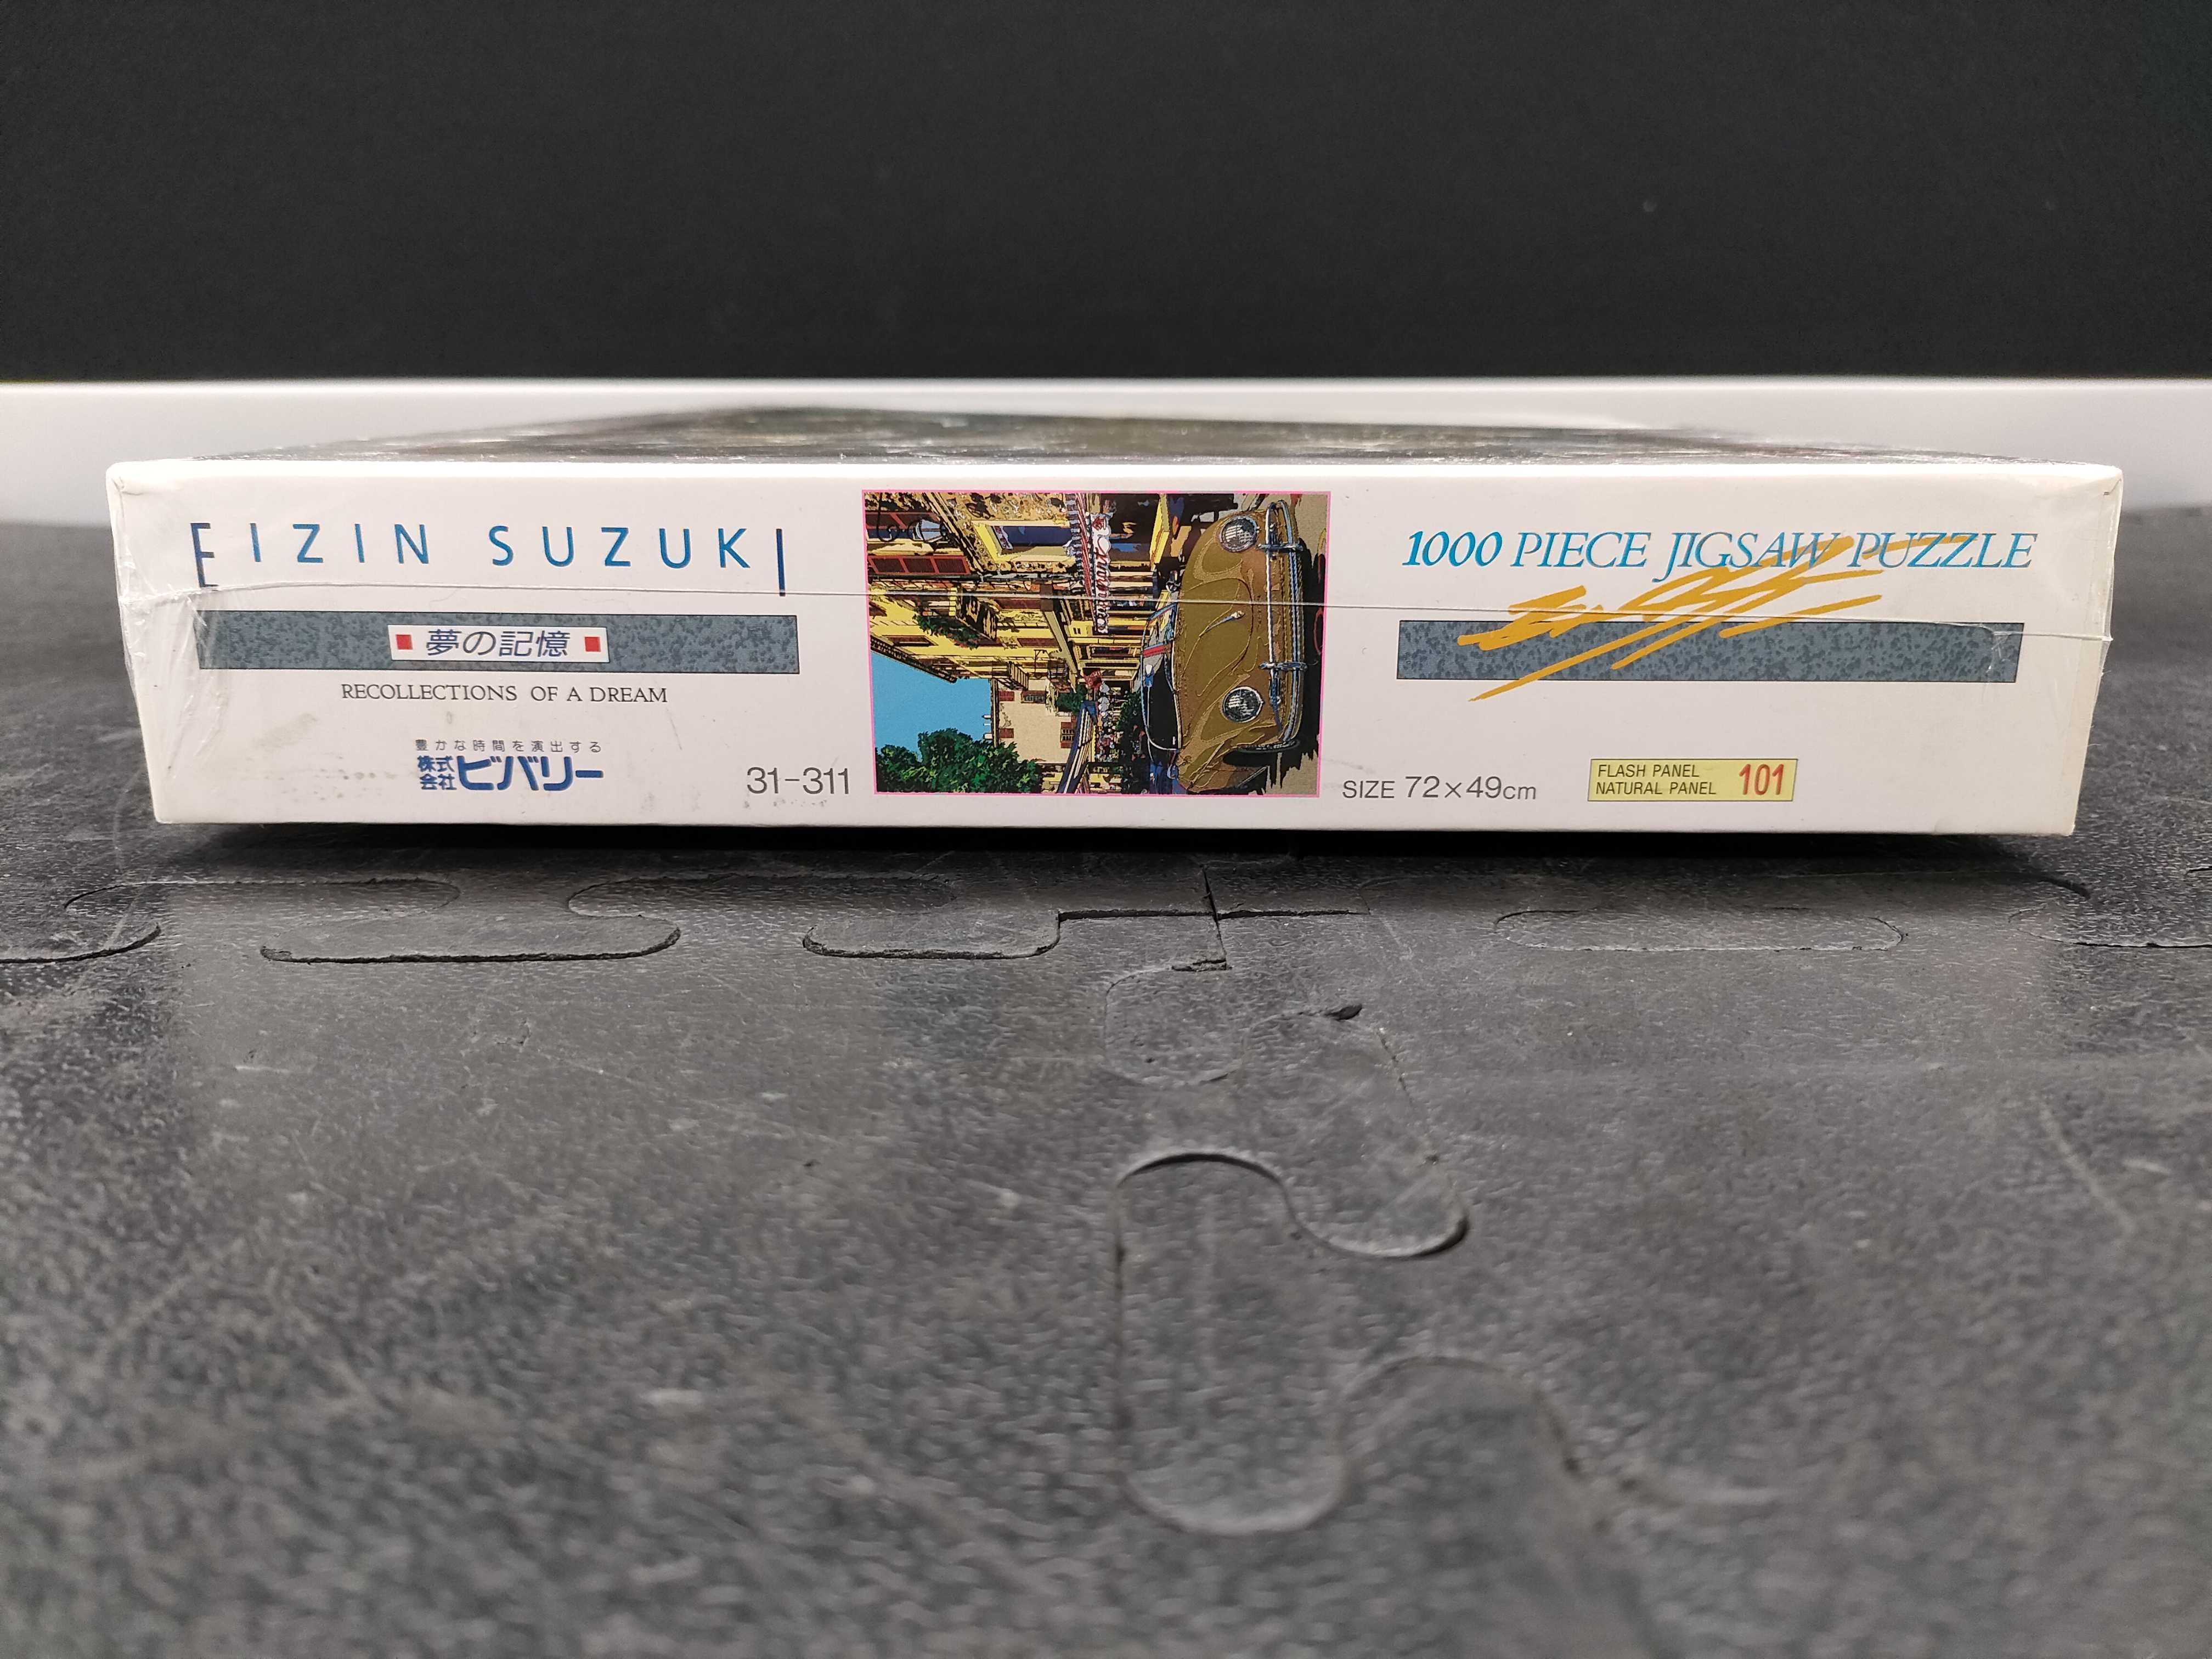 EIZIN SUZUKI
夢の記憶
RECOLLECTIONS OF A DREAM
豊かな時間を演出する
株式会社ビバリー
31-311
1000 PIECE JIGSAW PUZZLE
SIZE 72×49cm
FLASH PANEL
NATURAL PANEL 101